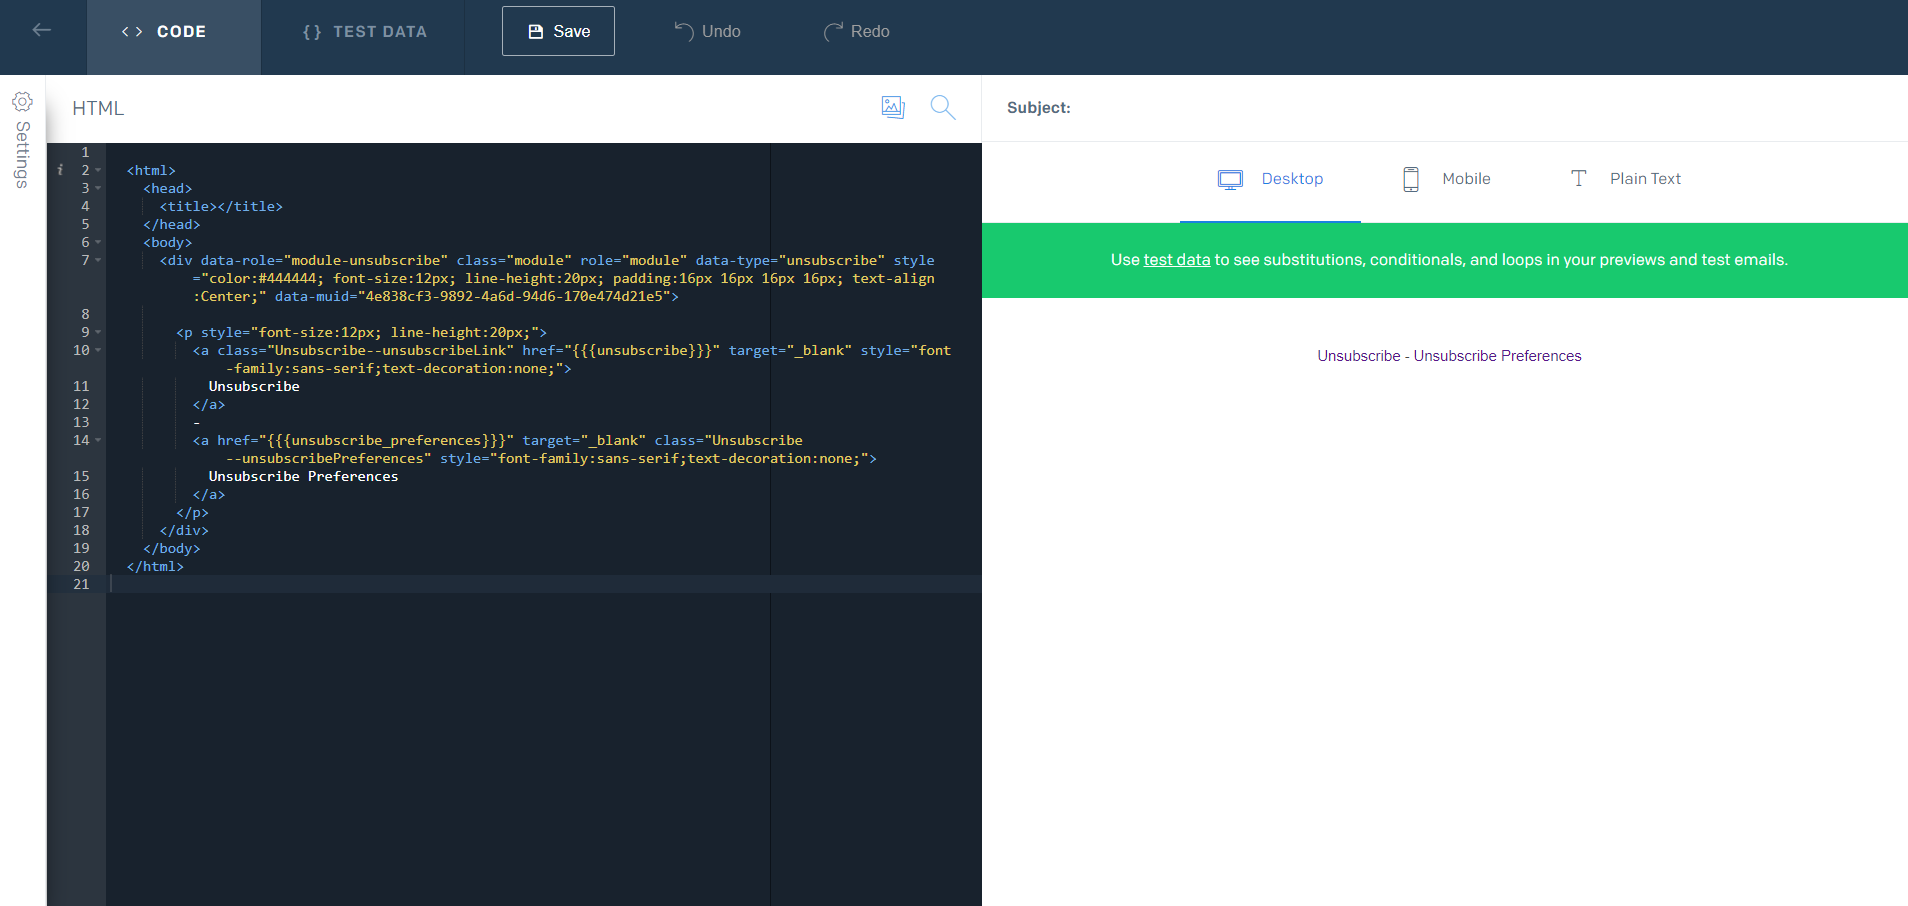 < > CODE
{ } TEST DATA
Save
Undo
Redo
Settings
HTML
1
2 <html>
3 <head>
4 <title></title>
5 </head>
6 <body>
7 <div data-role="module-unsubscribe" class="module" role="module" data-type="unsubscribe" style
="color:#444444; font-size:12px; line-height:20px; padding:16px 16px 16px 16px; text-align
:Center;" data-muid="4e838cf3-9892-4a6d-94d6-170e474d21e5">
8
9 <p style="font-size:12px; line-height:20px;">
10 <a class="Unsubscribe--unsubscribeLink" href="{{{unsubscribe}}}" target="_blank" style="font
-family:sans-serif;text-decoration:none;">
11 Unsubscribe
12 </a>
13 -
14 <a href="{{{unsubscribe_preferences}}}" target="_blank" class="Unsubscribe
--unsubscribePreferences" style="font-family:sans-serif;text-decoration:none;">
15 Unsubscribe Preferences
16 </a>
17 </p>
18 </div>
19 </body>
20 </html>
21
Subject:
Desktop
Mobile
Plain Text
Use test data to see substitutions, conditionals, and loops in your previews and test emails.
Unsubscribe - Unsubscribe Preferences